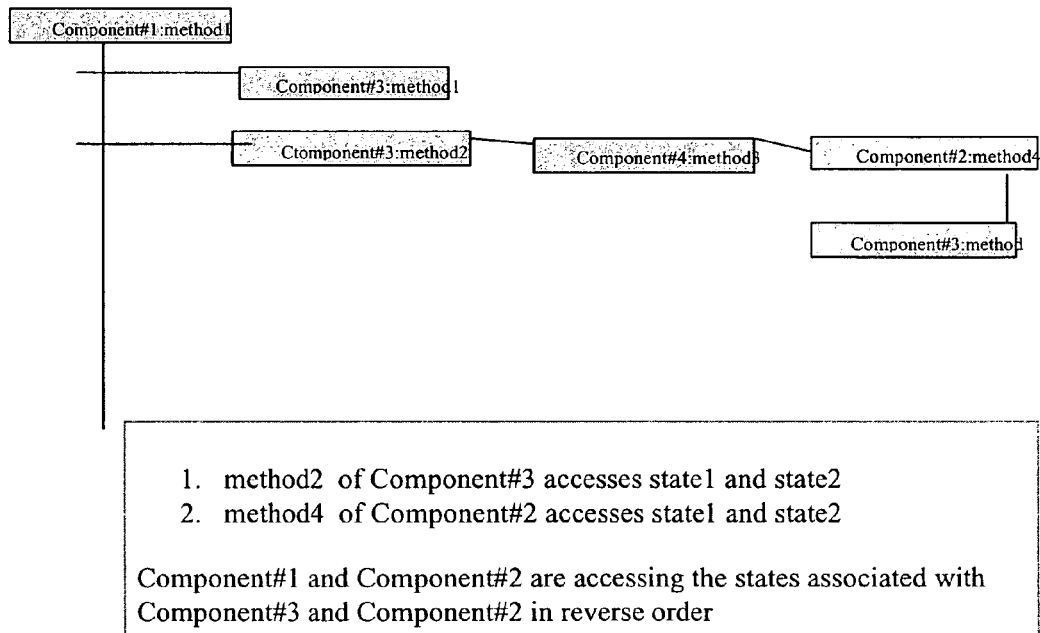 Component#1:method1
Component#3:method1
Ctomponent#3:method2
Component#4:method3
Component#2:method4
Component#3:method
1. method2 of Component#3 accesses state1 and state2
2. method4 of Component#2 accesses state1 and state2
Component#1 and Component#2 are accessing the states associated with
Component#3 and Component#2 in reverse order